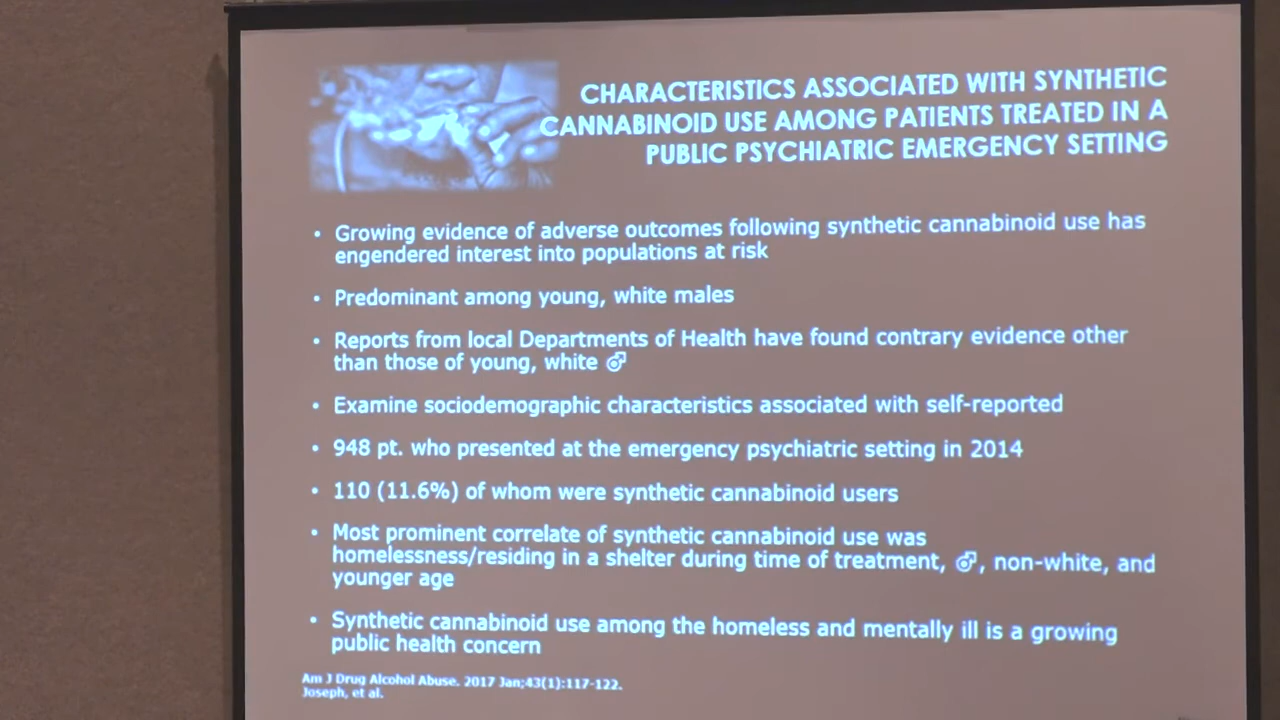 CHARACTERISTICS ASSOCIATED WITH SYNTHETIC
CANNABINOID USE AMONG PATIENTS TREATED IN A
PUBLIC PSYCHIATRIC EMERGENCY SETTING
• Growing evidence of adverse outcomes following synthetic cannabinoid use has
engendered interest into populations at risk
• Predominant among young, white males
• Reports from local Departments of Health have found contrary evidence other
than those of young, white ♂
• Examine sociodemographic characteristics associated with self-reported
• 948 pt. who presented at the emergency psychiatric setting in 2014
• 110 (11.6%) of whom were synthetic cannabinoid users
• Most prominent correlate of synthetic cannabinoid use was
homelessness/residing in a shelter during time of treatment, ♂, non-white, and
younger age
• Synthetic cannabinoid use among the homeless and mentally ill is a growing
public health concern
Am J Drug Alcohol Abuse. 2017 Jan;43(1):117-122.
Joseph, et al.